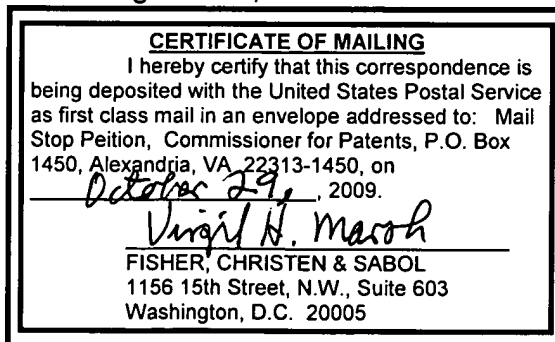 CERTIFICATE OF MAILING
I hereby certify that this correspondence is
being deposited with the United States Postal Service
as first class mail in an envelope addressed to: Mail
Stop Peition, Commissioner for Patents, P.O. Box
1450, Alexandria, VA 22313-1450, on
October 29, , 2009.
Virgil H. Marsh
FISHER, CHRISTEN & SABOL
1156 15th Street, N.W., Suite 603
Washington, D.C. 20005